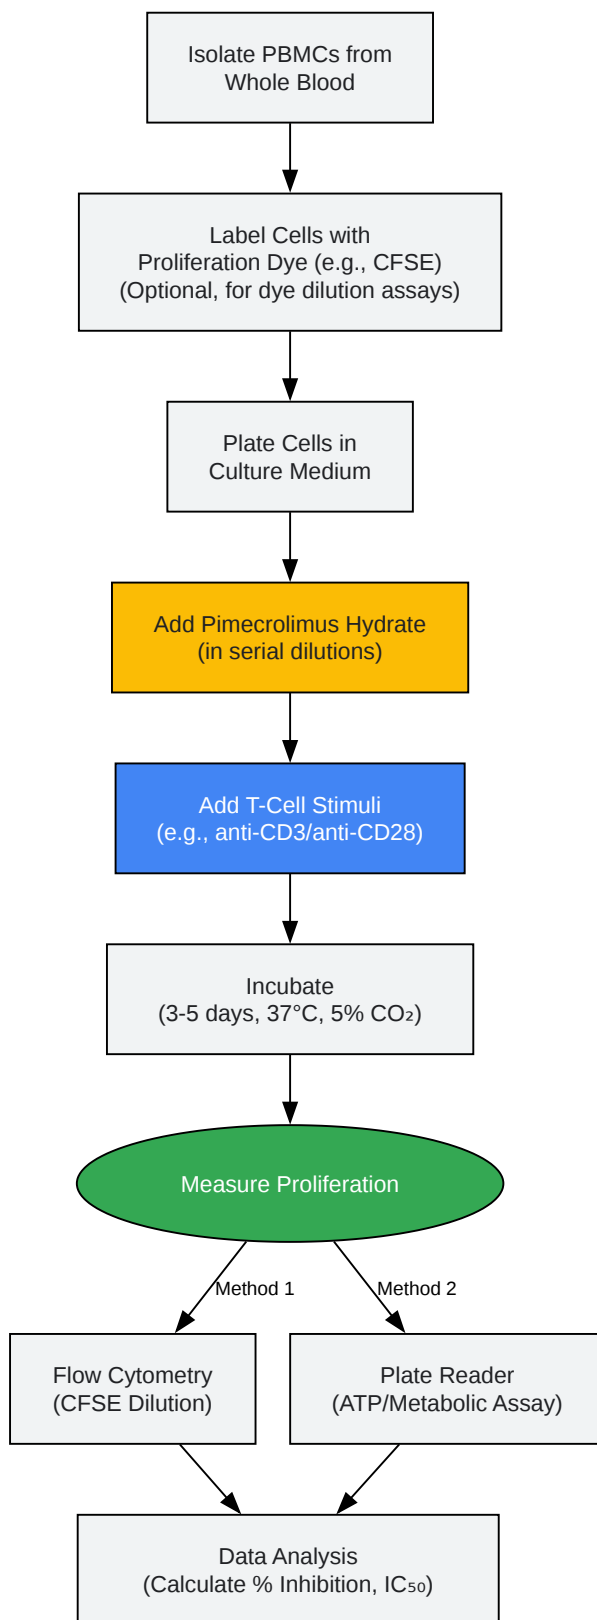 Isolate PBMCs from
Whole Blood
Label Cells with
Proliferation Dye (e.g., CFSE)
(Optional, for dye dilution assays)
Plate Cells in
Culture Medium
Add Pimecrolimus Hydrate
(in serial dilutions)
Add T-Cell Stimuli
(e.g., anti-CD3/anti-CD28)
Incubate
(3-5 days, 37°C, 5% CO₂)
Measure Proliferation
Method 1
Method 2
Flow Cytometry
(CFSE Dilution)
Plate Reader
(ATP/Metabolic Assay)
Data Analysis
(Calculate % Inhibition, IC₅₀)